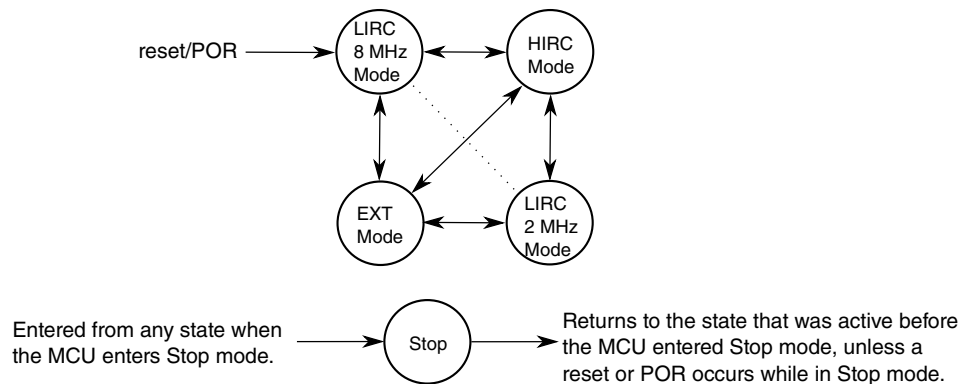 reset/POR
LIRC
8 MHz
Mode
HIRC
Mode
EXT
Mode
LIRC
2 MHz
Mode
Entered from any state when
the MCU enters Stop mode.
Stop
Returns to the state that was active before
the MCU entered Stop mode, unless a
reset or POR occurs while in Stop mode.